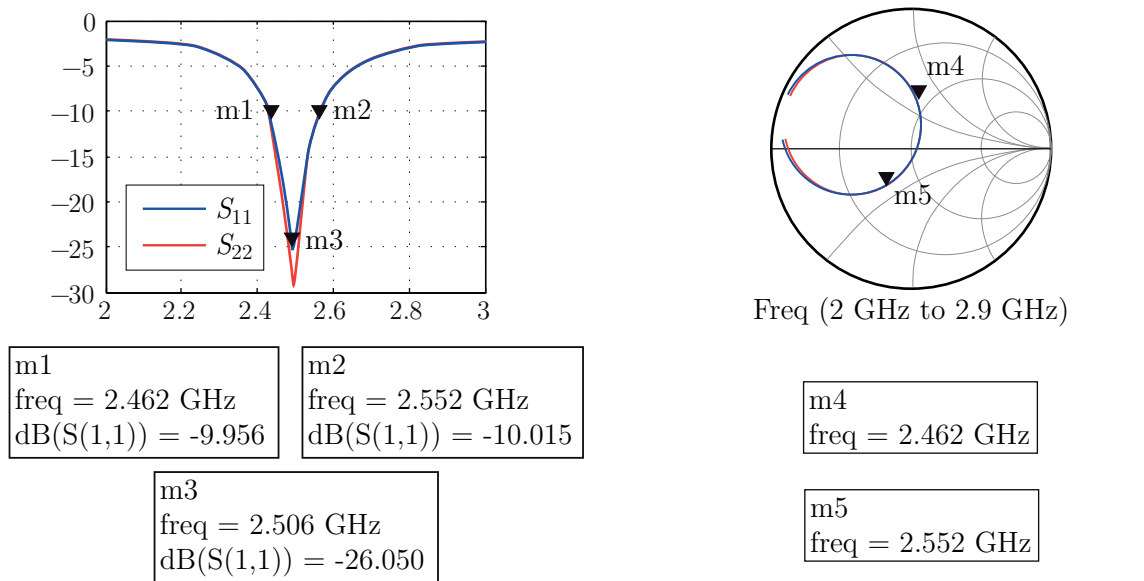 0
−5
−10
−15
−20
−25
−30
2
2.2
2.4
2.6
2.8
3
m1
m2
m3
S11
S22
m4
m5
Freq (2 GHz to 2.9 GHz)
m1
freq = 2.462 GHz
dB(S(1,1)) = -9.956
m2
freq = 2.552 GHz
dB(S(1,1)) = -10.015
m3
freq = 2.506 GHz
dB(S(1,1)) = -26.050
m4
freq = 2.462 GHz
m5
freq = 2.552 GHz